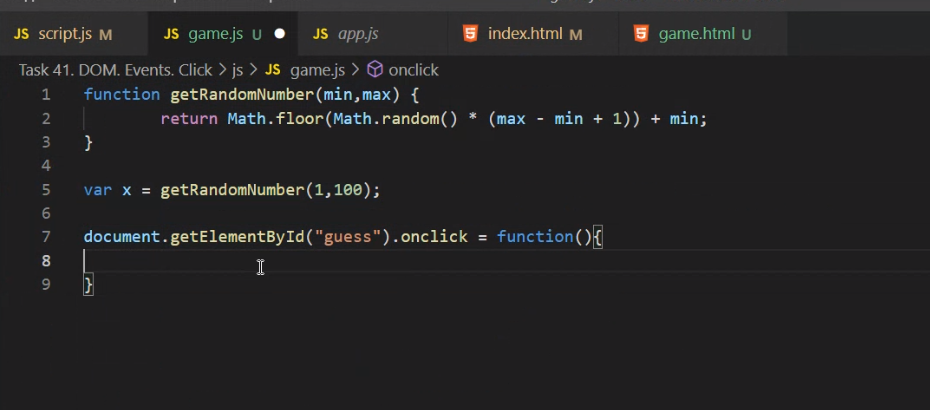 JS script.js M JS game.js U JS app.js index.html M game.html U
Task 41. DOM. Events. Click > js > JS game.js > onclick
1 function getRandomNumber(min,max) {
2 return Math.floor(Math.random() * (max - min + 1)) + min;
3 }
4
5 var x = getRandomNumber(1,100);
6
7 document.getElementById("guess").onclick = function(){
8
9 }